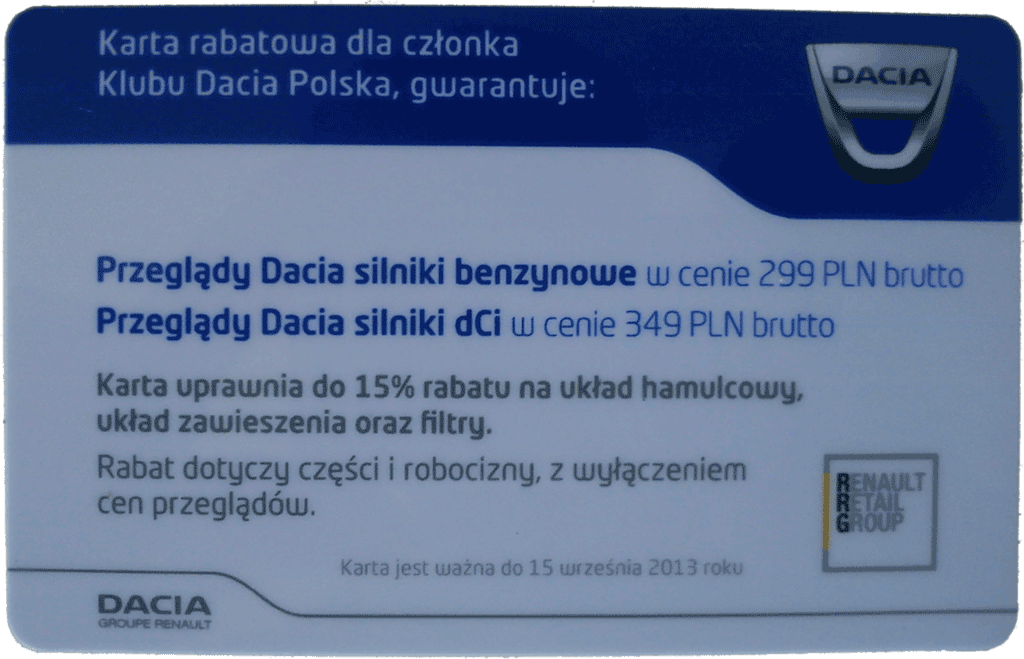 Karta rabatowa dla członka
Klubu Dacia Polska, gwarantuje:
DACIA
Przeglądy Dacia silniki benzynowe w cenie 299 PLN brutto
Przeglądy Dacia silniki dCi w cenie 349 PLN brutto
Karta uprawnia do 15% rabatu na układ hamulcowy,
układ zawieszenia oraz filtry.
Rabat dotyczy części i robocizny, z wyłączeniem
cen przeglądów.
RENAULT
RETAIL
GROUP
Karta jest ważna do 15 września 2013 roku
DACIA
GROUPE RENAULT